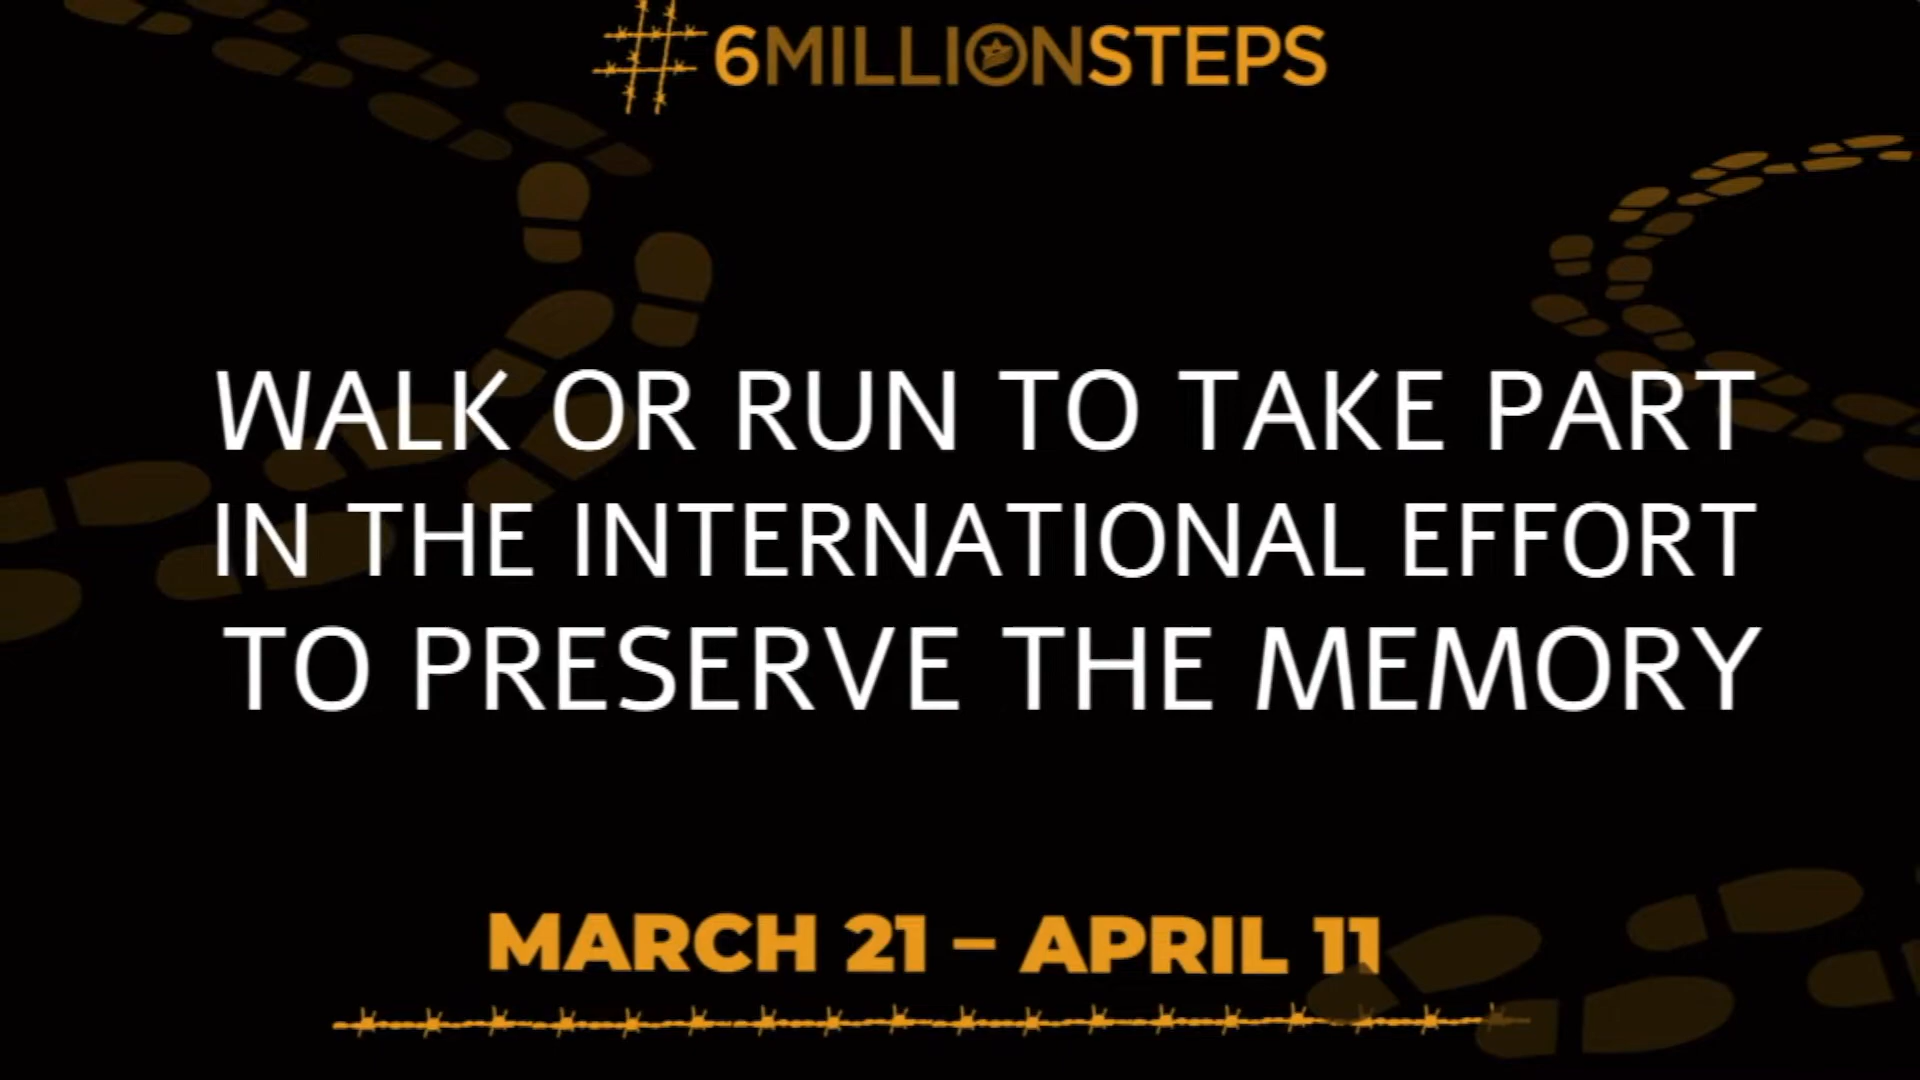 #6MILLIONSTEPS
WALK OR RUN TO TAKE PART
IN THE INTERNATIONAL EFFORT
TO PRESERVE THE MEMORY
MARCH 21 – APRIL 11